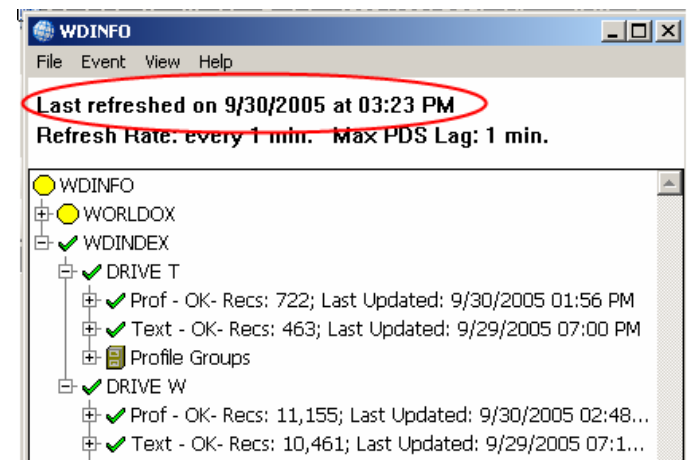 WDINFO
File Event View Help
Last refreshed on 9/30/2005 at 03:23 PM
Refresh Rate: every 1 min. Max PDS Lag: 1 min.
WDINFO
WORLDOX
WDINDEX
DRIVE T
Prof - OK- Recs: 722; Last Updated: 9/30/2005 01:56 PM
Text - OK- Recs: 463; Last Updated: 9/29/2005 07:00 PM
Profile Groups
DRIVE W
Prof - OK- Recs: 11,155; Last Updated: 9/30/2005 02:48...
Text - OK- Recs: 10,461; Last Updated: 9/29/2005 07:1...